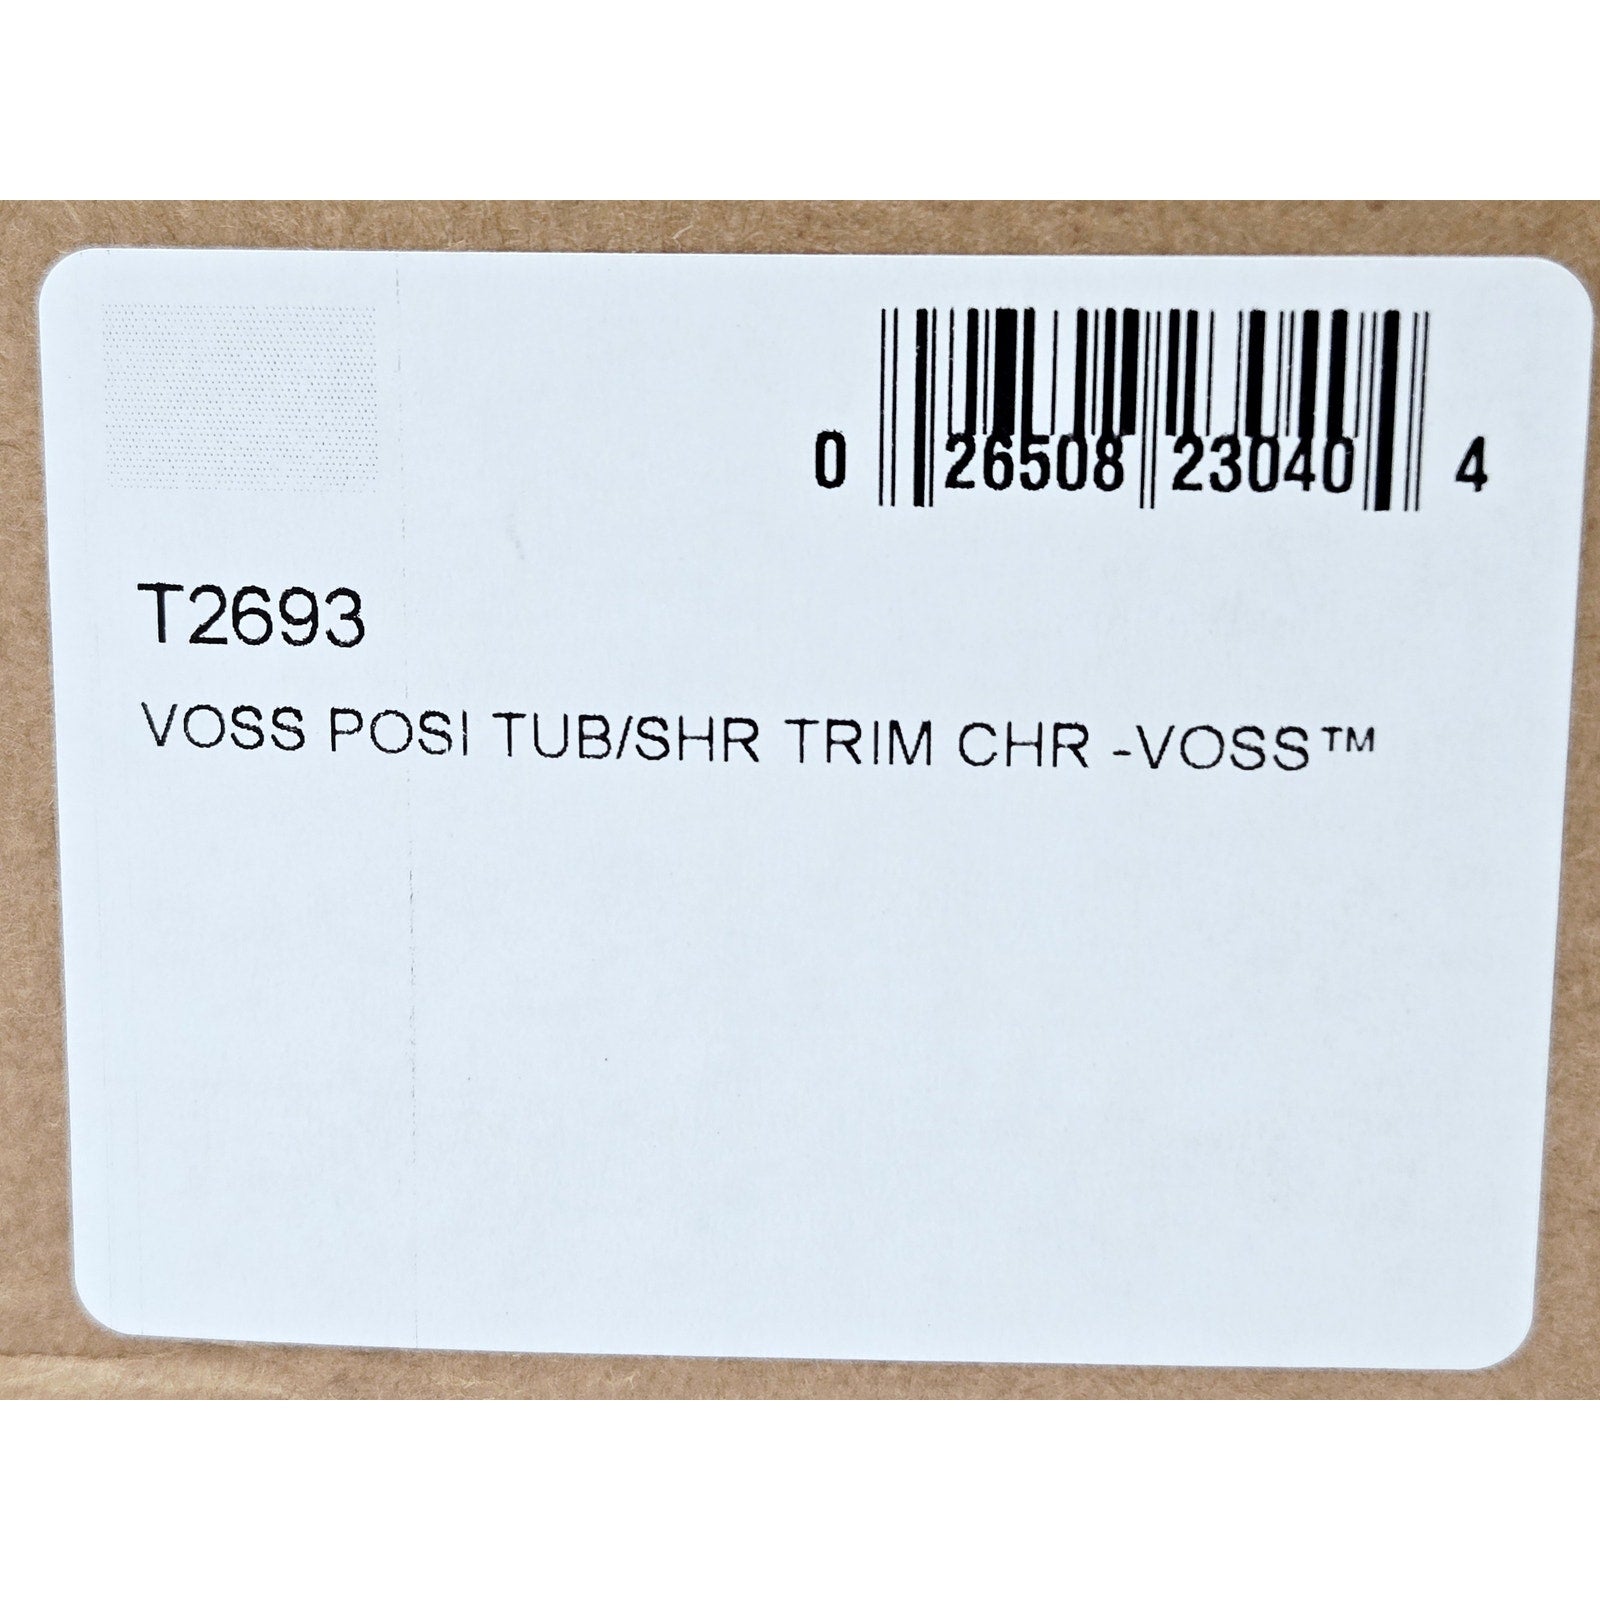 0 26508 23040 4
T2693
VOSS POSI TUB/SHR TRIM CHR -VOSS™